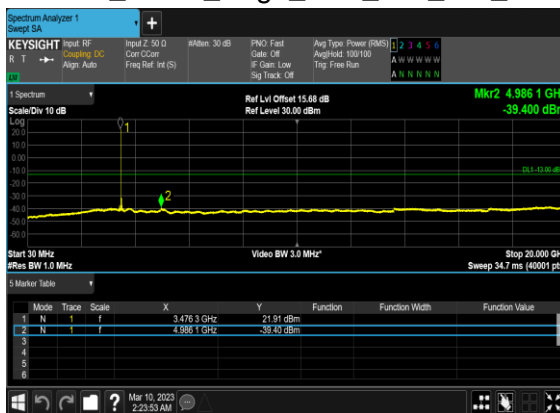 Spectrum Analyzer 1
Swept SA
KEYSIGHT Input: RF Input Z: 50 Ω #Atten: 30 dB PNO: Fast Avg Type: Power (RMS) 1 2 3 4 5 6
R T Coupling: DC Corr CCorr Gate: Off Avg|Hold: 100/100 A W W W W W
Align: Auto Freq Ref: Int (S) IF Gain: Low Trig: Free Run
LU Sig Track: Off A N N N N N
1 Spectrum Ref Lvl Offset 15.68 dB Mkr2 4.986 1 GH
Scale/Div 10 dB Ref Level 30.00 dBm -39.400 dBr
Log
20.0
1
10.0
0.00
-10.0
DL1 -13.00 dB
-20.0
-30.0
2
-40.0
-50.0
-60.0
Start 30 MHz Video BW 3.0 MHz* Stop 20.000 GH
#Res BW 1.0 MHz Sweep 34.7 ms (40001 pt
5 Marker Table
Mode Trace Scale X Y Function Function Width Function Value
1 N 1 f 3.476 3 GHz 21.91 dBm
2 N 1 f 4.986 1 GHz -39.40 dBm
3
4
5
6
? Mar 10, 2023
2:23:53 AM